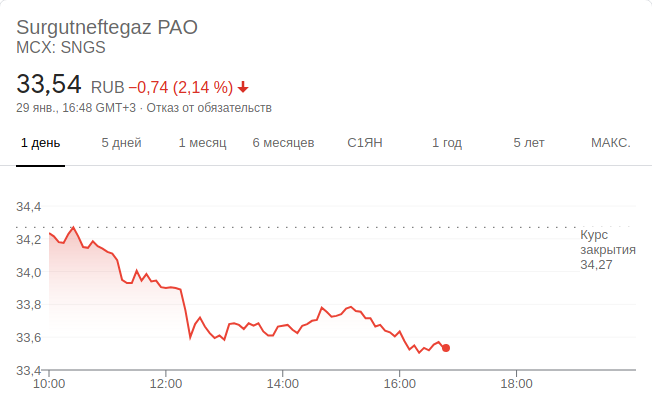 Surgutneftegaz PAO
MCX: SNGS
33,54 RUB −0,74 (2,14 %)
29 янв., 16:48 GMT+3 · Отказ от обязательств
1 день 5 дней 1 месяц 6 месяцев С1ЯН 1 год 5 лет МАКС.
34,4
34,2
34,0
33,8
33,6
33,4
Курс
закрытия
34,27
10:00 12:00 14:00 16:00 18:00